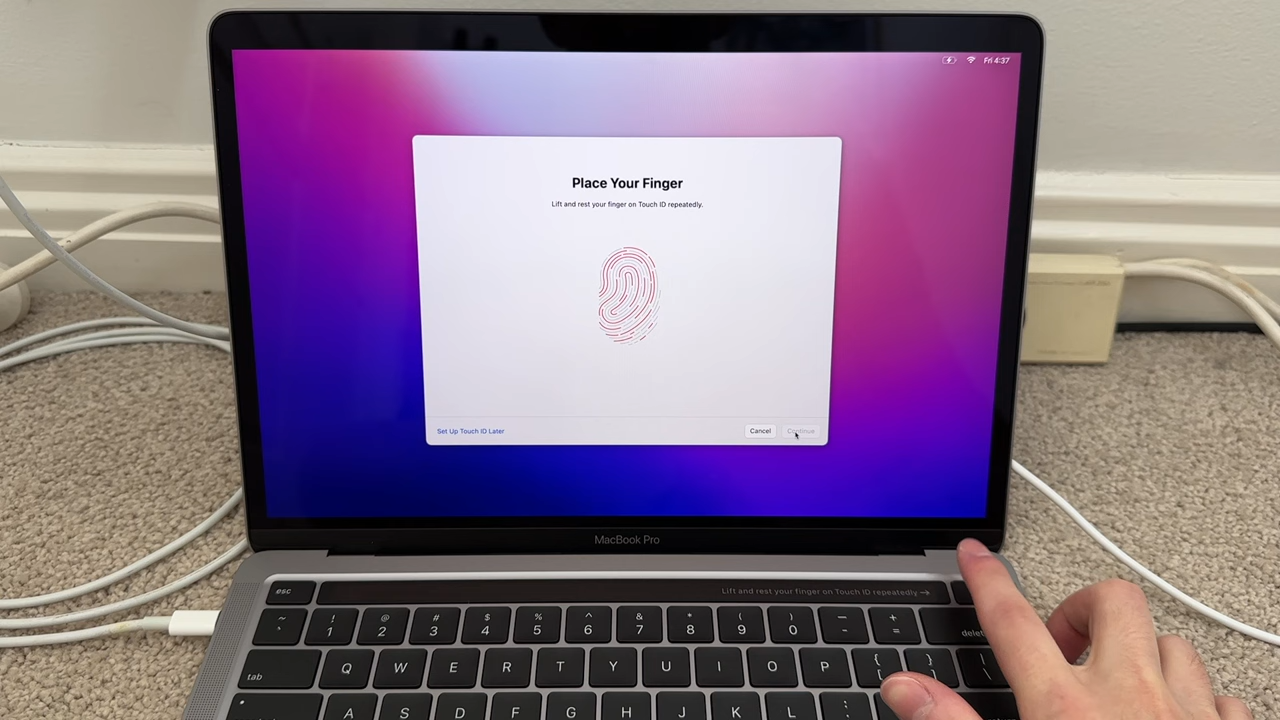 Fri 4:37
Place Your Finger
Lift and rest your finger on Touch ID repeatedly.
Set Up Touch ID Later
Cancel
Continue
MacBook Pro
esc
Lift and rest your finger on Touch ID repeatedly →
~ ! @ # $ % ^ & * ( ) — +
` 1 2 3 4 5 6 7 8 9 0 - =
delete
tab
Q W E R T Y U I O P { [ } ] | \
A S D F G H J K L :